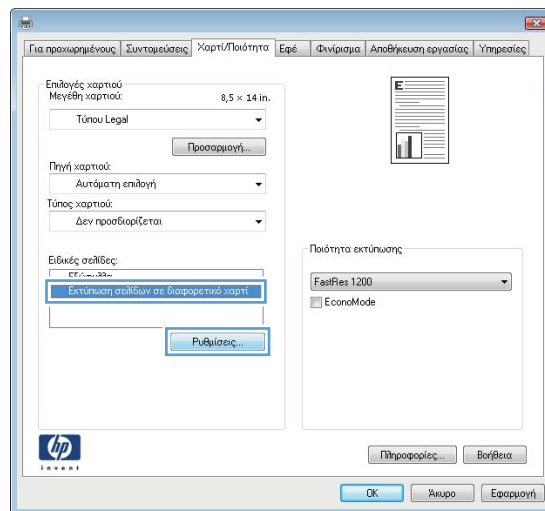 Για προχωρημένους Συντομεύσεις Χαρτί/Ποιότητα Εφέ Φινίρισμα Αποθήκευση εργασίας Υπηρεσίες
Επιλογές χαρτιού
Μεγέθη χαρτιού: 8,5 × 14 in.
Τύπου Legal
Προσαρμογή...
Πηγή χαρτιού:
Αυτόματη επιλογή
Τύπος χαρτιού:
Δεν προσδιορίζεται
Ειδικές σελίδες:
Εξώφυλλα
Εκτύπωση σελίδων σε διαφορετικό χαρτί
Ρυθμίσεις...
E
Ποιότητα εκτύπωσης
FastRes 1200
EconoMode
hp
invent
Πληροφορίες... Βοήθεια
OK Άκυρο Εφαρμογή